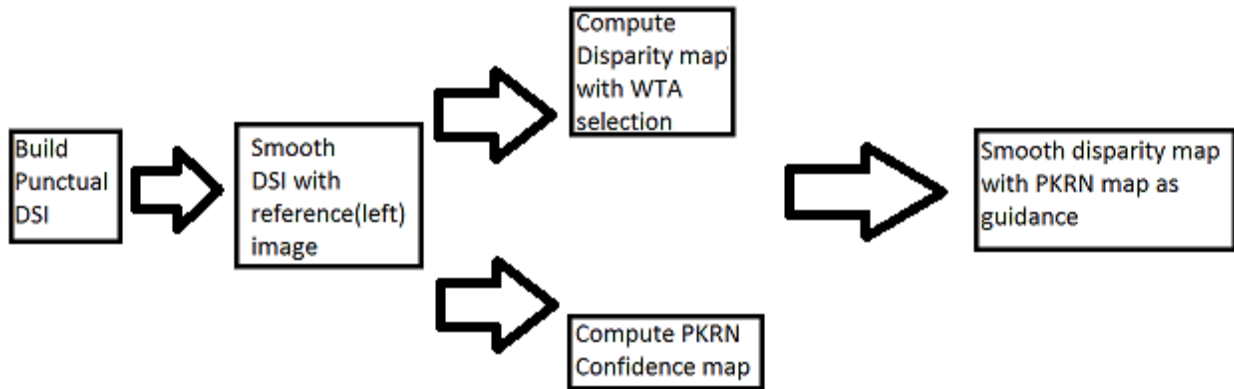 Build
Punctual
DSI
Smooth
DSI with
reference(left)
image
Compute
Disparity map
with WTA
selection
Compute PKRN
Confidence map
Smooth disparity map
with PKRN map as
guidance